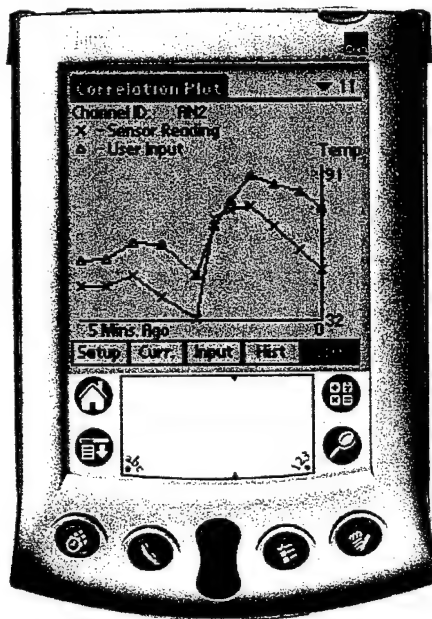 Correlation Plot
Channel ID: AN2
x - Sensor Reading
△ - User Input
Temp
91
5 Mins. Ago
0 32
Setup Curr. Input Hist
123